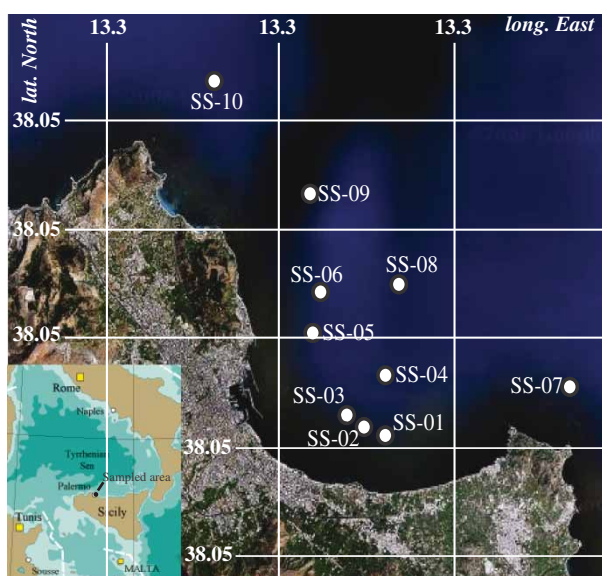 13.3 13.3 13.3 long. East
lat. North
SS-10
38.05
SS-09
38.05
SS-06 SS-08
SS-05
38.05
SS-04
SS-07
SS-03
SS-01
SS-02
38.05
38.05
Rome
Naples
Tyrrhenian
Sea
Sampled area
Palermo
Sicily
Tunis
Sousse
MALTA